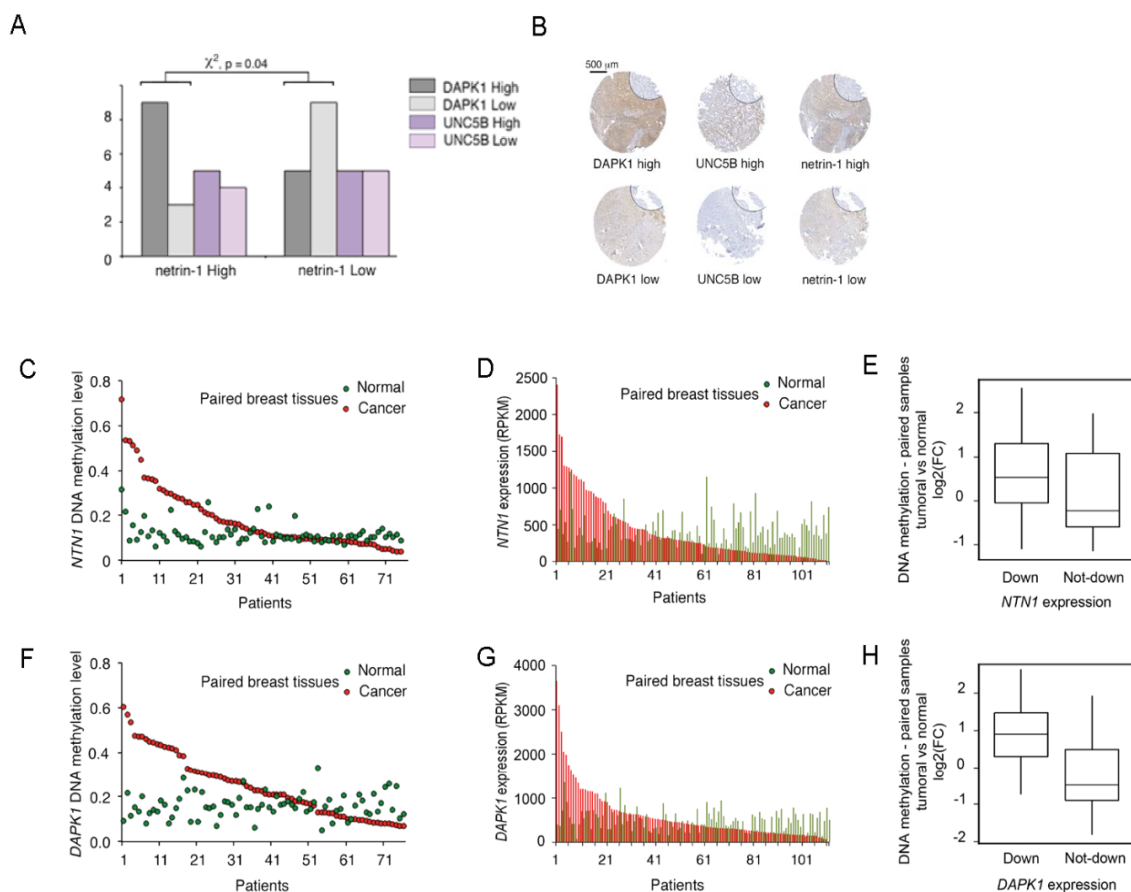 A
χ², p = 0.04
8
6
4
2
0
netrin-1 High
netrin-1 Low
DAPK1 High
DAPK1 Low
UNC5B High
UNC5B Low
B
500 µm
DAPK1 high
UNC5B high
netrin-1 high
DAPK1 low
UNC5B low
netrin-1 low
C
NTN1 DNA methylation level
0.8
0.6
0.4
0.2
0
Paired breast tissues
Normal
Cancer
1 11 21 31 41 51 61 71
Patients
D
NTN1 expression (RPKM)
2500
2000
1500
1000
500
0
Paired breast tissues
Normal
Cancer
1 21 41 61 81 101
Patients
E
DNA methylation - paired samples
tumoral vs normal
log2(FC)
2
1
0
-1
Down Not-down
NTN1 expression
F
DAPK1 DNA methylation level
0.8
0.6
0.4
0.2
0.0
Paired breast tissues
Normal
Cancer
1 11 21 31 41 51 61 71
Patients
G
DAPK1 expression (RPKM)
4000
3000
2000
1000
0
Paired breast tissues
Normal
Cancer
1 21 41 61 81 101
Patients
H
DNA methylation - paired samples
tumoral vs normal
log2(FC)
2
1
0
-1
-2
Down Not-down
DAPK1 expression